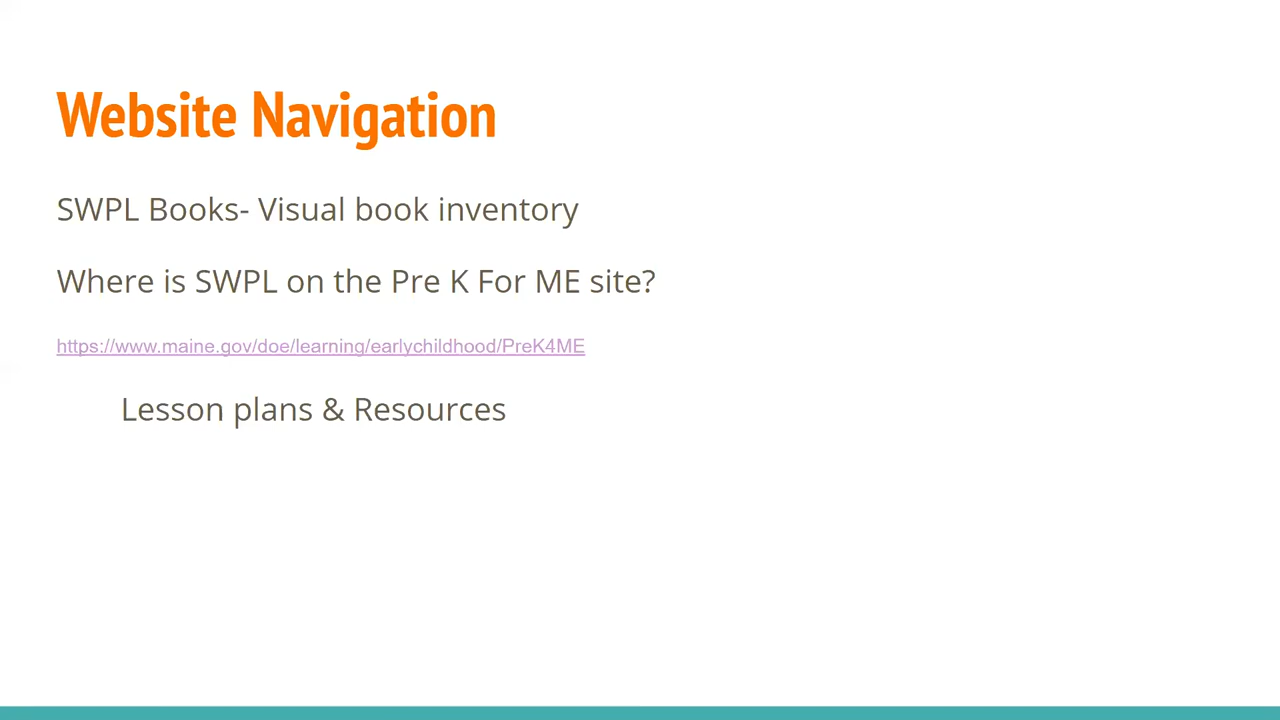 Website Navigation
SWPL Books- Visual book inventory
Where is SWPL on the Pre K For ME site?
https://www.maine.gov/doe/learning/earlychildhood/PreK4ME
Lesson plans & Resources